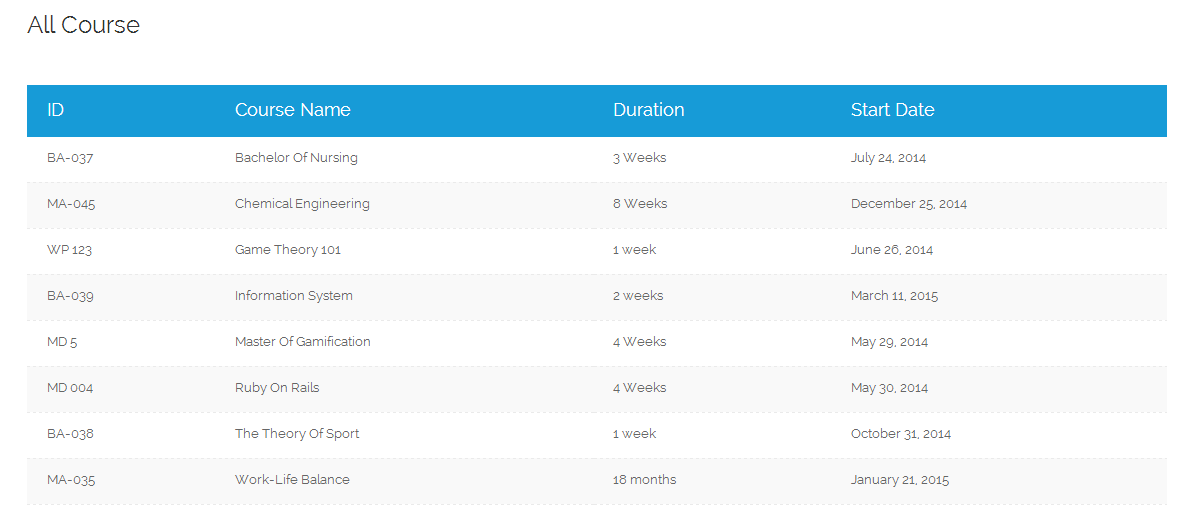 All Course
ID Course Name Duration Start Date
BA-037 Bachelor Of Nursing 3 Weeks July 24, 2014
MA-045 Chemical Engineering 8 Weeks December 25, 2014
WP 123 Game Theory 101 1 week June 26, 2014
BA-039 Information System 2 weeks March 11, 2015
MD 5 Master Of Gamification 4 Weeks May 29, 2014
MD 004 Ruby On Rails 4 Weeks May 30, 2014
BA-038 The Theory Of Sport 1 week October 31, 2014
MA-035 Work-Life Balance 18 months January 21, 2015